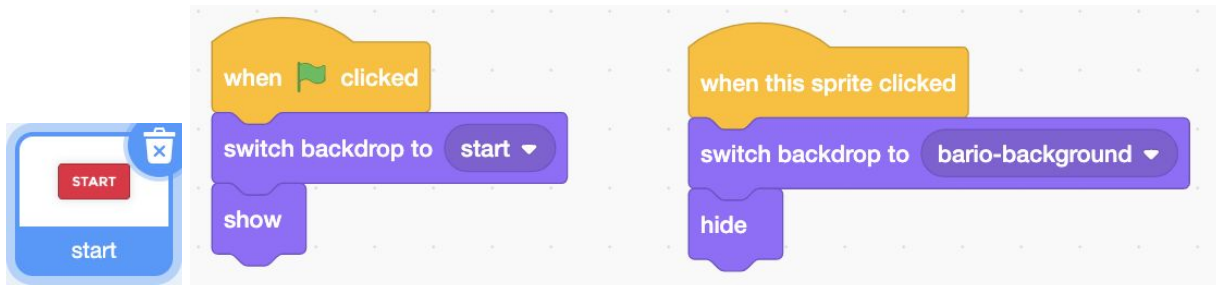 START
start
when clicked
switch backdrop to start
show
when this sprite clicked
switch backdrop to bario-background
hide